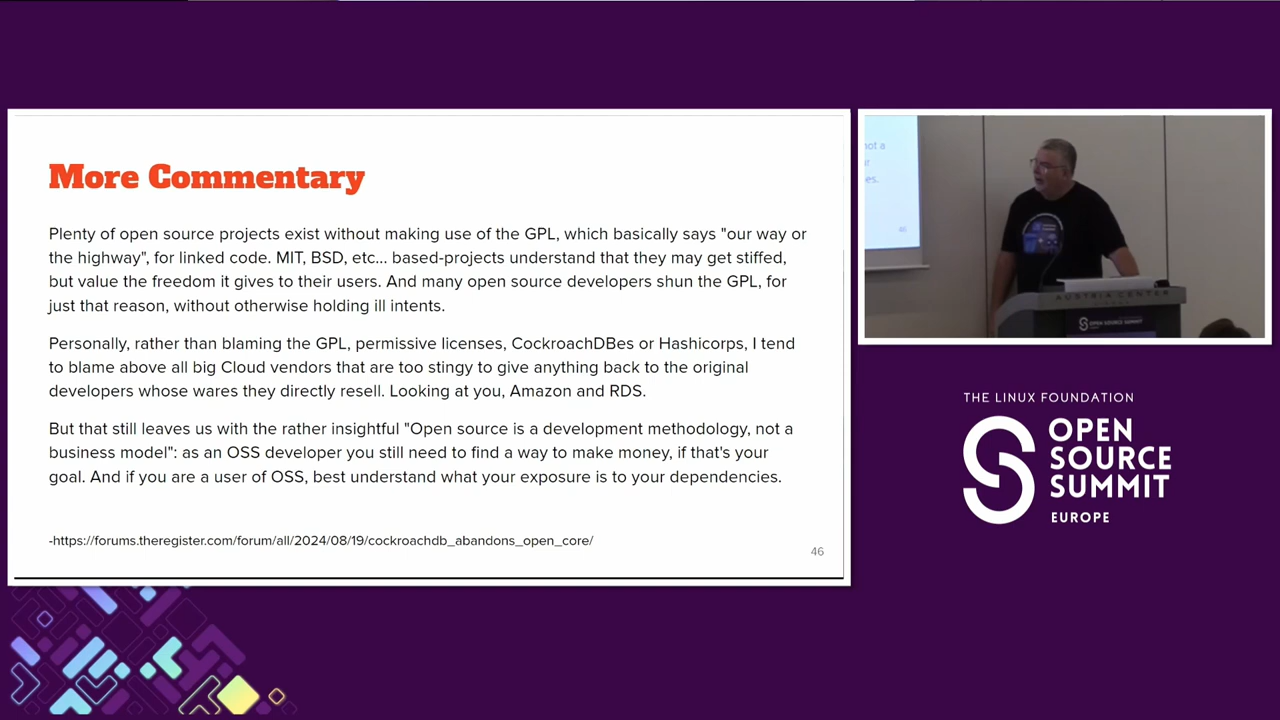 More Commentary
Plenty of open source projects exist without making use of the GPL, which basically says "our way or
the highway", for linked code. MIT, BSD, etc... based-projects understand that they may get stiffed,
but value the freedom it gives to their users. And many open source developers shun the GPL, for
just that reason, without otherwise holding ill intents.
Personally, rather than blaming the GPL, permissive licenses, CockroachDBes or Hashicorps, I tend
to blame above all big Cloud vendors that are too stingy to give anything back to the original
developers whose wares they directly resell. Looking at you, Amazon and RDS.
But that still leaves us with the rather insightful "Open source is a development methodology, not a
business model": as an OSS developer you still need to find a way to make money, if that's your
goal. And if you are a user of OSS, best understand what your exposure is to your dependencies.
-https://forums.theregister.com/forum/all/2024/08/19/cockroachdb_abandons_open_core/
46
not a
es.
46
AUSTRIA CENTER
OPEN SOURCE SUMMIT
THE LINUX FOUNDATION
OPEN
SOURCE
SUMMIT
EUROPE